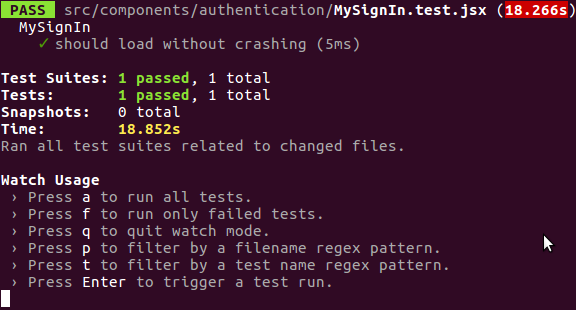 PASS src/components/authentication/MySignIn.test.jsx (18.266s)
MySignIn
✓ should load without crashing (5ms)
Test Suites: 1 passed, 1 total
Tests: 1 passed, 1 total
Snapshots: 0 total
Time: 18.852s
Ran all test suites related to changed files.
Watch Usage
› Press a to run all tests.
› Press f to run only failed tests.
› Press q to quit watch mode.
› Press p to filter by a filename regex pattern.
› Press t to filter by a test name regex pattern.
› Press Enter to trigger a test run.